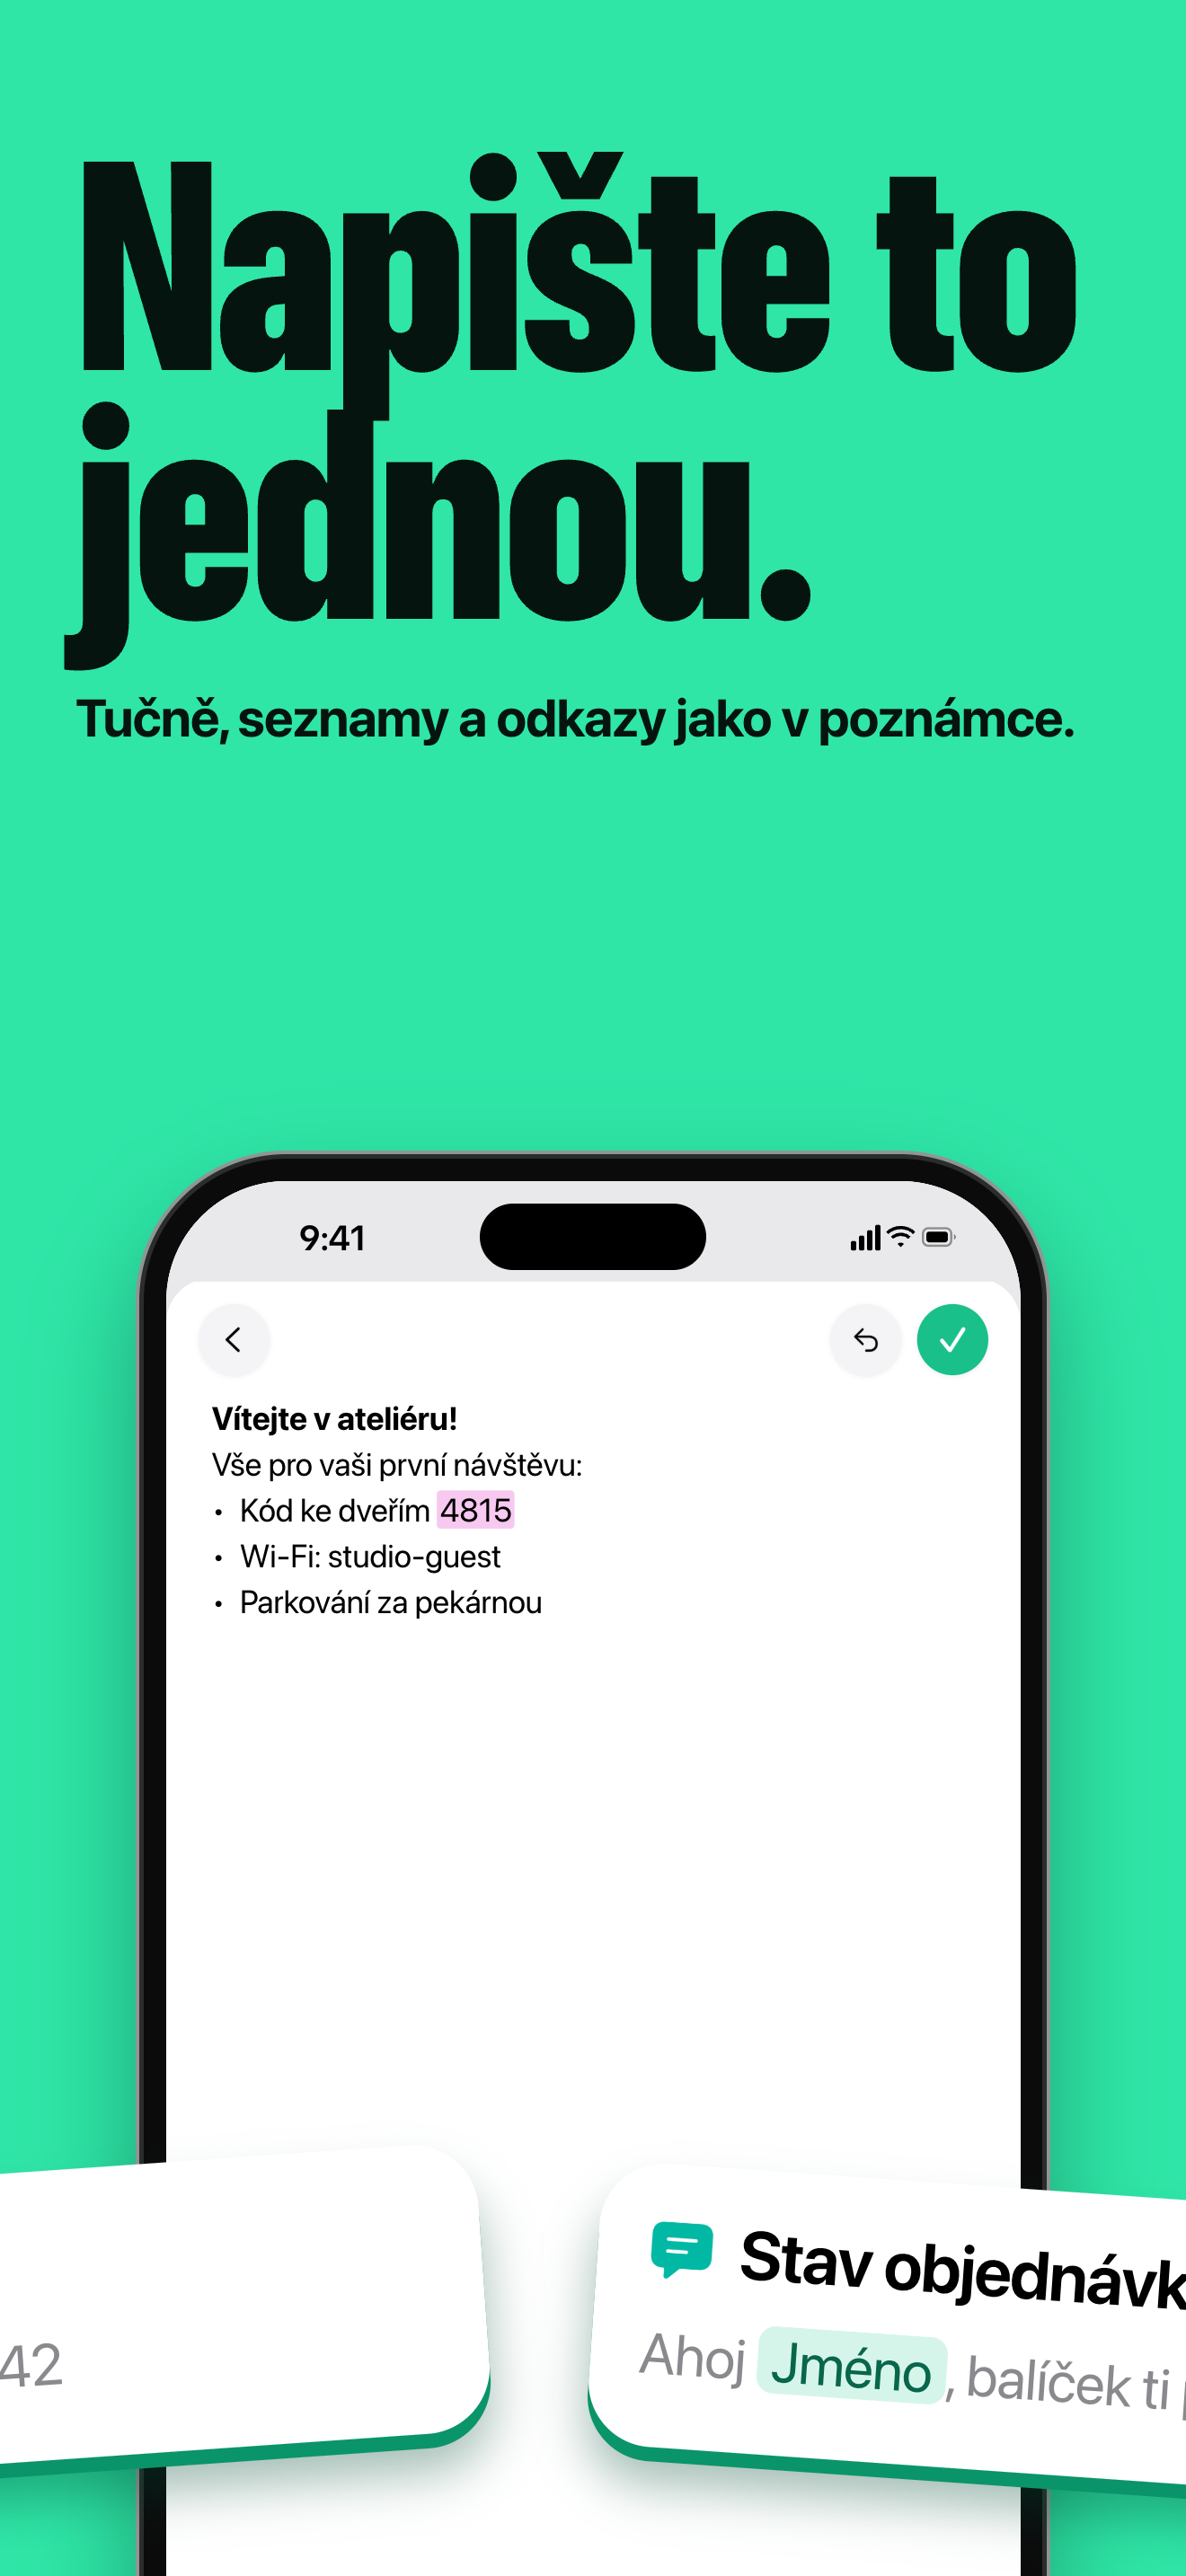 Napište to
jednou.
Tučně, seznamy a odkazy jako v poznámce.
9:41
Vítejte v ateliéru!
Vše pro vaši první návštěvu:
• Kód ke dveřím 4815
• Wi-Fi: studio-guest
• Parkování za pekárnou
42
Stav objednávk
Ahoj Jméno, balíček ti